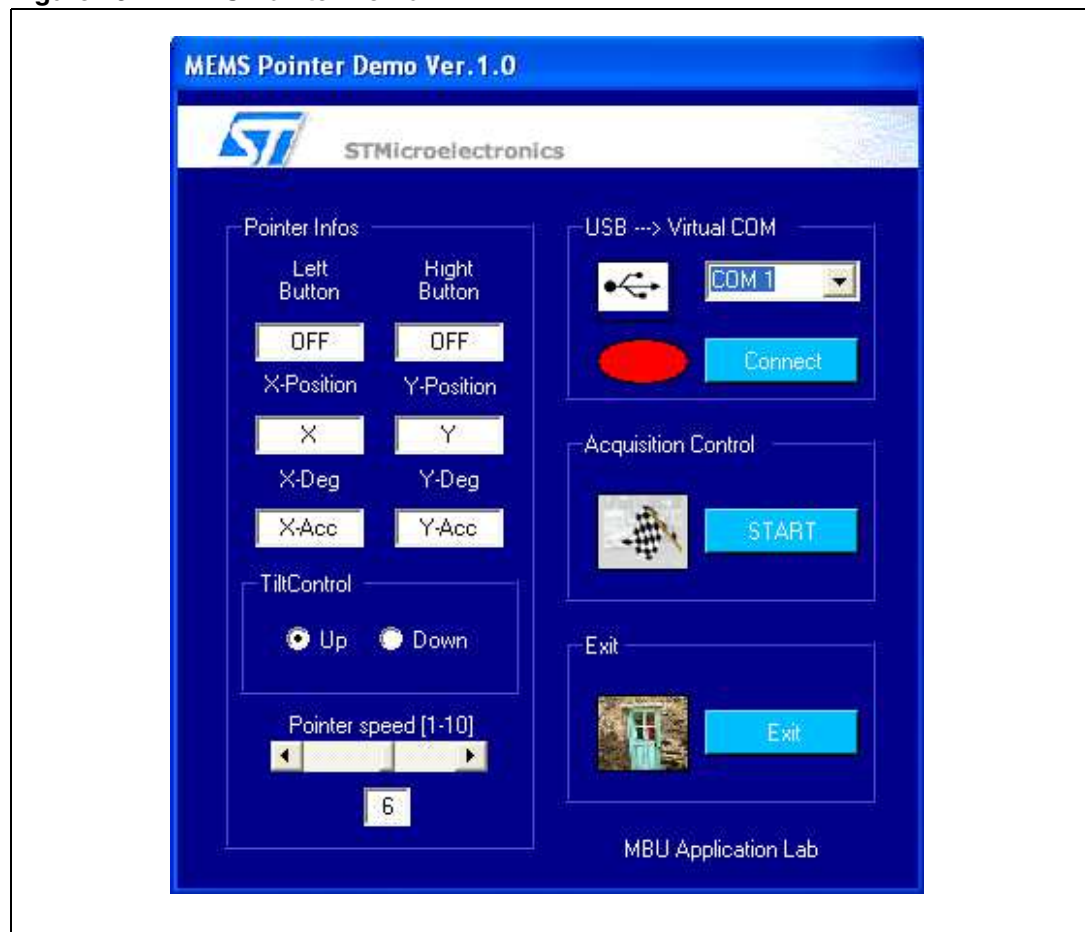 MEMS Pointer Demo Ver.1.0
ST
STMicroelectronics
Pointer Infos
Left Button
Right Button
OFF
OFF
X-Position
Y-Position
X
Y
X-Deg
Y-Deg
X-Acc
Y-Acc
TiltControl
Up
Down
Pointer speed [1-10]
6
USB ---> Virtual COM
COM 1
Connect
Acquisition Control
START
Exit
Exit
MBU Application Lab